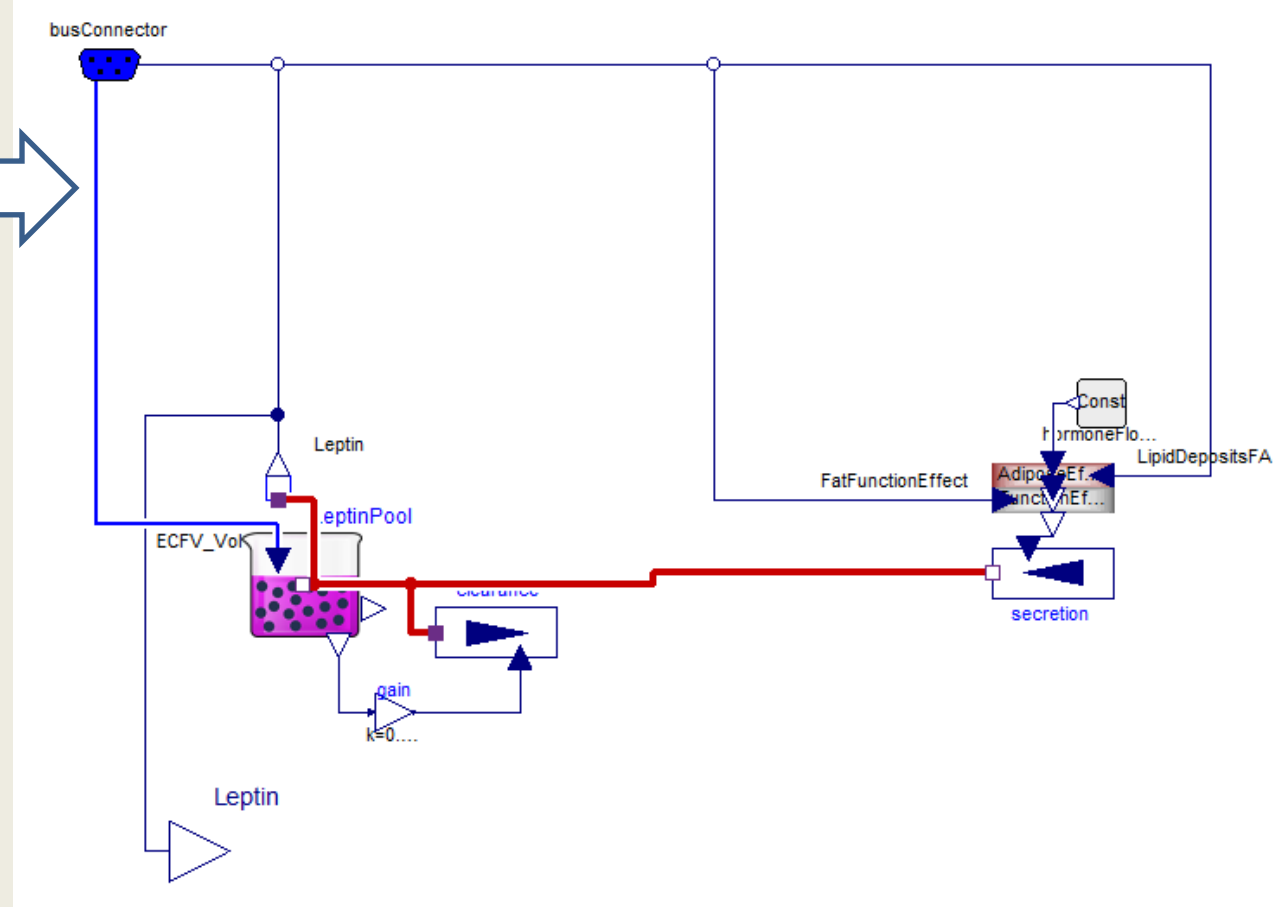 busConnector
Const
hormoneFlo...
Leptin
LipidDepositsFA
FatFunctionEffect
AdiposeEf...
FunctionEf...
LeptinPool
ECFV_Vol
clearance
secretion
gain
k=0....
Leptin